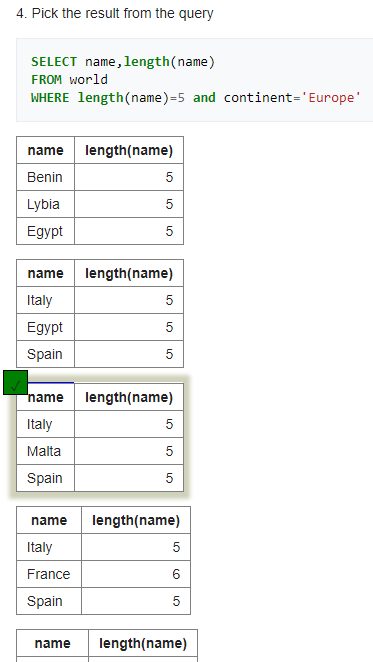 4. Pick the result from the query
SELECT name,length(name)
FROM world
WHERE length(name)=5 and continent='Europe'
name length(name)
Benin 5
Lybia 5
Egypt 5
name length(name)
Italy 5
Egypt 5
Spain 5
name length(name)
Italy 5
Malta 5
Spain 5
name length(name)
Italy 5
France 6
Spain 5
name length(name)